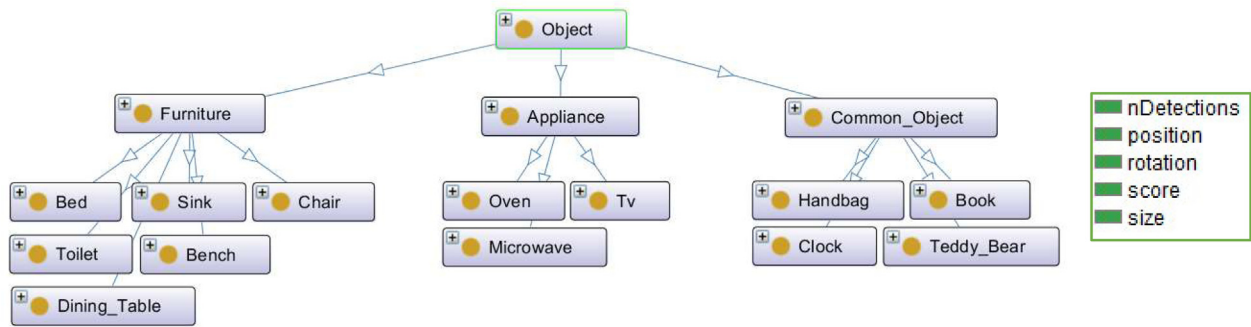 Object
Furniture
Appliance
Common_Object
Bed
Sink
Chair
Toilet
Bench
Dining_Table
Oven
Tv
Microwave
Handbag
Book
Clock
Teddy_Bear
nDetections
position
rotation
score
size